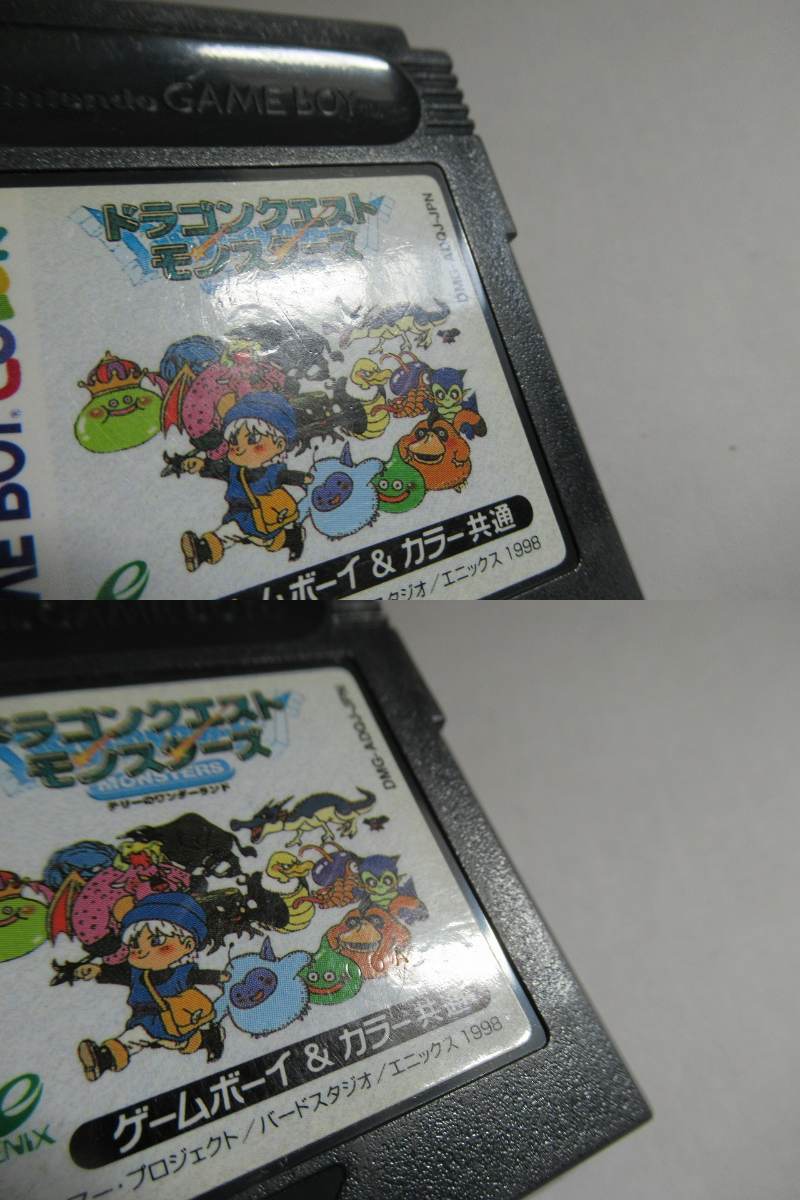 Nintendo GAME BOY
ドラゴンクエスト
モンスターズ
DMG-ADQJ-JPN
ME BOY COLOR
ームボーイ & カラー共通
タジオ/エニックス 1998
ドラゴンクエスト
モンスターズ
MONSTERS
テリーのワンダーランド
DMG-ADQJ-JPN
ゲームボーイ & カラー共通
ENIX
アー・プロジェクト/バードスタジオ/エニックス 1998